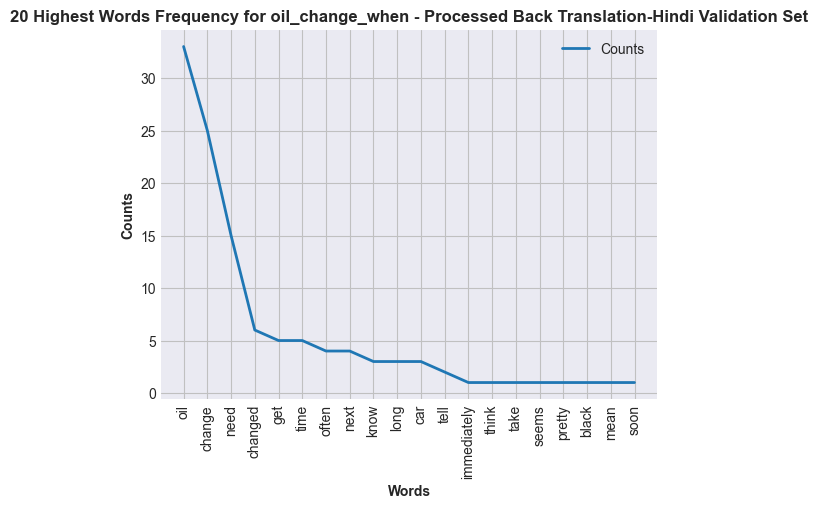 20 Highest Words Frequency for oil_change_when - Processed Back Translation-Hindi Validation Set
Counts
Counts
30
25
20
15
10
5
0
oil
change
need
changed
get
time
often
next
know
long
car
tell
immediately
think
take
seems
pretty
black
mean
soon
Words